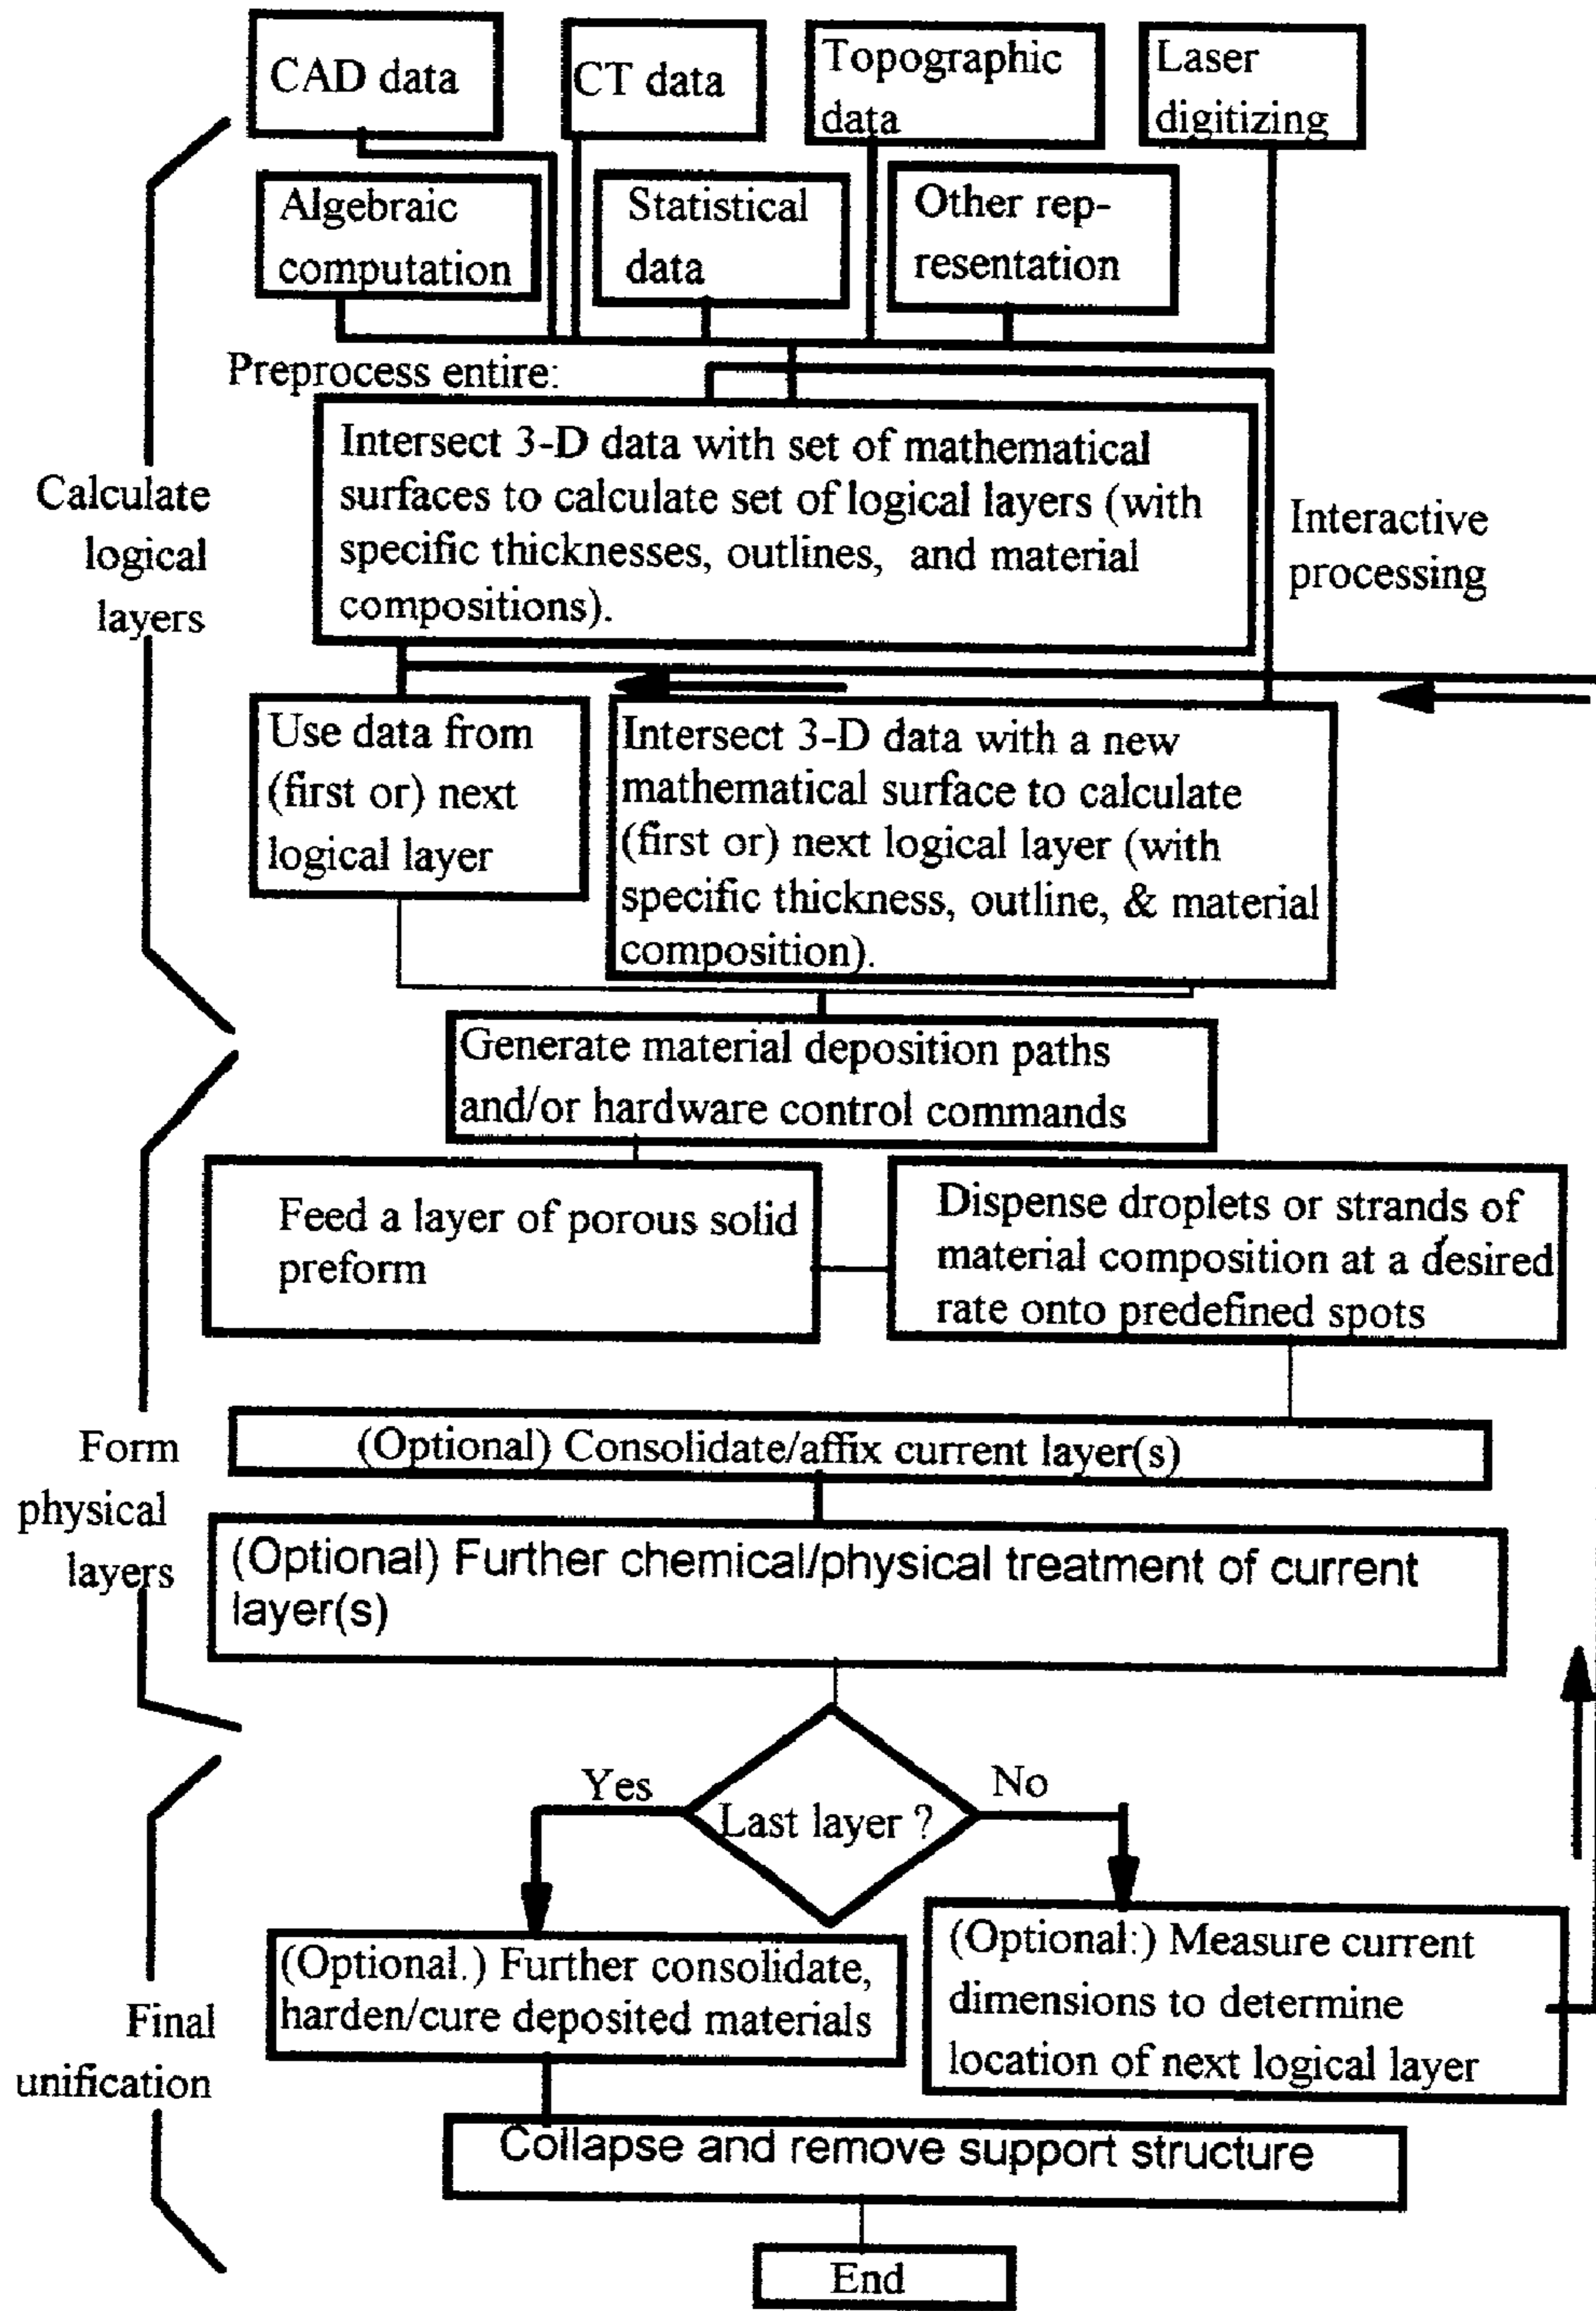 CAD data
CT data
Topographic
data
Laser
digitizing
Algebraic
computation
Statistical
data
Other rep-
resentation
Preprocess entire:
Intersect 3-D data with set of mathematical
surfaces to calculate set of logical layers (with
specific thicknesses, outlines, and material
compositions).
Calculate
logical
layers
Interactive
processing
Use data from
(first or) next
logical layer
Intersect 3-D data with a new
mathematical surface to calculate
(first or) next logical layer (with
specific thickness, outline, & material
composition).
Generate material deposition paths
and/or hardware control commands
Feed a layer of porous solid
preform
Dispense droplets or strands of
material composition at a desired
rate onto predefined spots
Form
physical
layers
(Optional) Consolidate/affix current layer(s)
(Optional) Further chemical/physical treatment of current
layer(s)
Yes
No
Last layer ?
(Optional.) Further consolidate,
harden/cure deposited materials
(Optional:) Measure current
dimensions to determine
location of next logical layer
Final
unification
Collapse and remove support structure
End